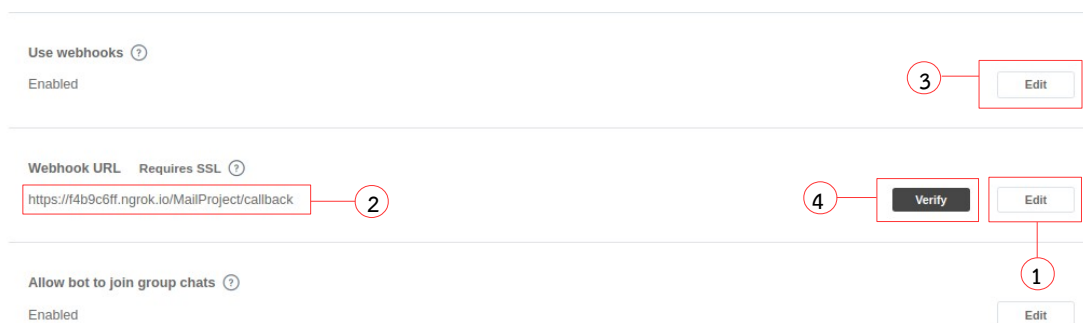 Use webhooks ?
Enabled
3
Edit
Webhook URL Requires SSL ?
https://f4b9c6ff.ngrok.io/MailProject/callback
2
4
Verify
Edit
1
Allow bot to join group chats ?
Enabled
Edit